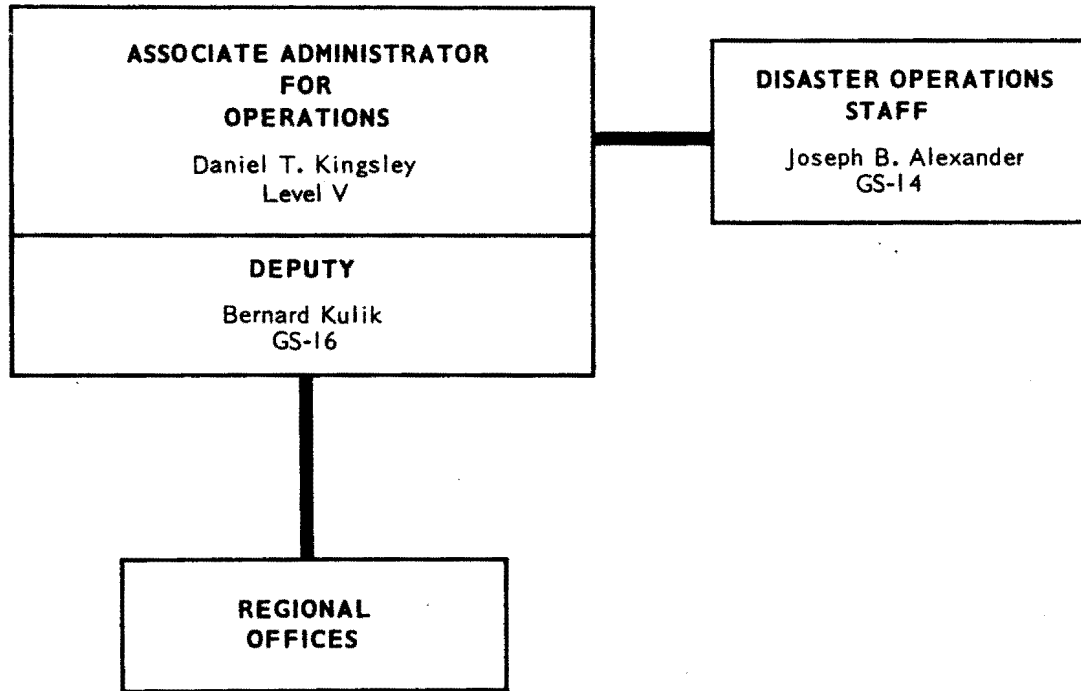 ASSOCIATE ADMINISTRATOR
FOR
OPERATIONS
Daniel T. Kingsley
Level V
DEPUTY
Bernard Kulik
GS-16
DISASTER OPERATIONS
STAFF
Joseph B. Alexander
GS-14
REGIONAL
OFFICES